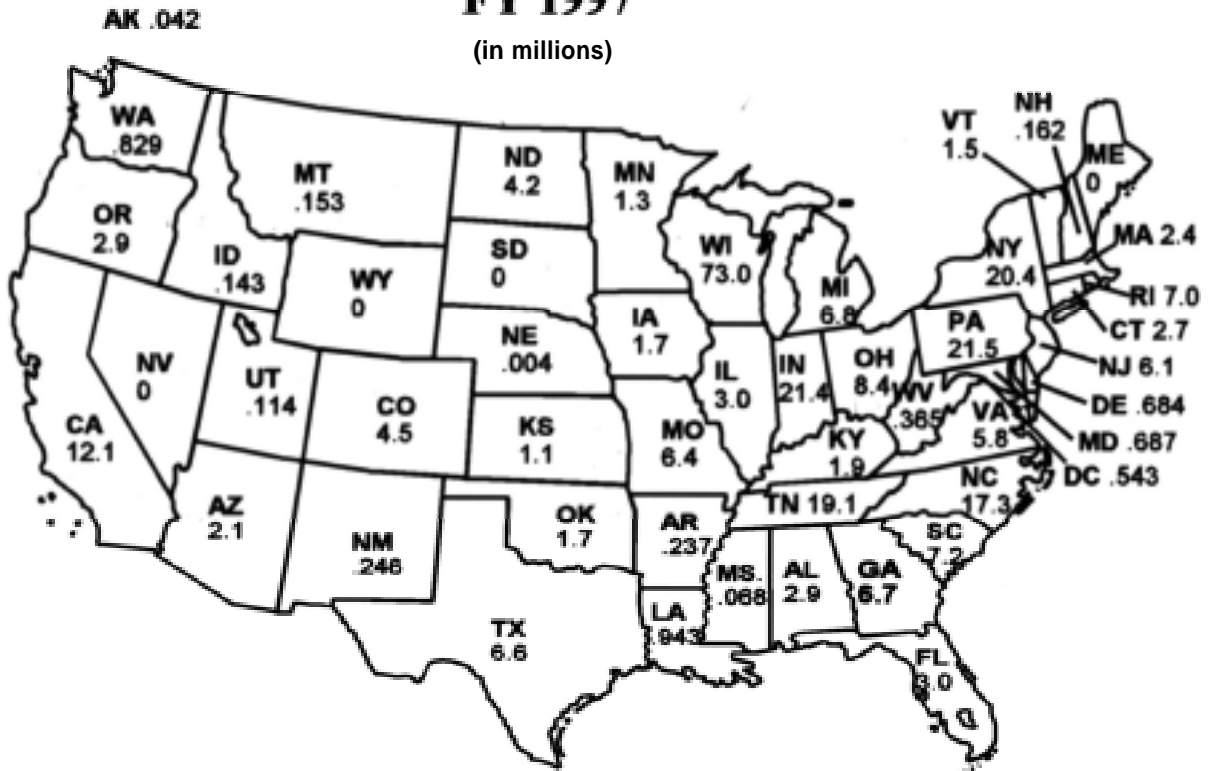 FY 1997
(in millions)
AK .042
WA
.829
OR
2.9
CA
12.1
NV
0
ID
.143
MT
.153
WY
0
UT
.114
AZ
2.1
CO
4.5
NM
.246
ND
4.2
SD
0
NE
.004
KS
1.1
OK
1.7
TX
6.6
MN
1.3
IA
1.7
MO
6.4
AR
.237
LA
.943
WI
73.0
IL
3.0
MI
6.8
IN
21.4
OH
8.4
KY
1.9
TN 19.1
MS.
.068
AL
2.9
GA
6.7
FL
3.0
SC
7.2
NC
17.3
VA
5.8
WV
.365
PA
21.5
NY
20.4
VT
1.5
NH
.162
ME
0
MA 2.4
RI 7.0
CT 2.7
NJ 6.1
DE .684
MD .687
DC .543